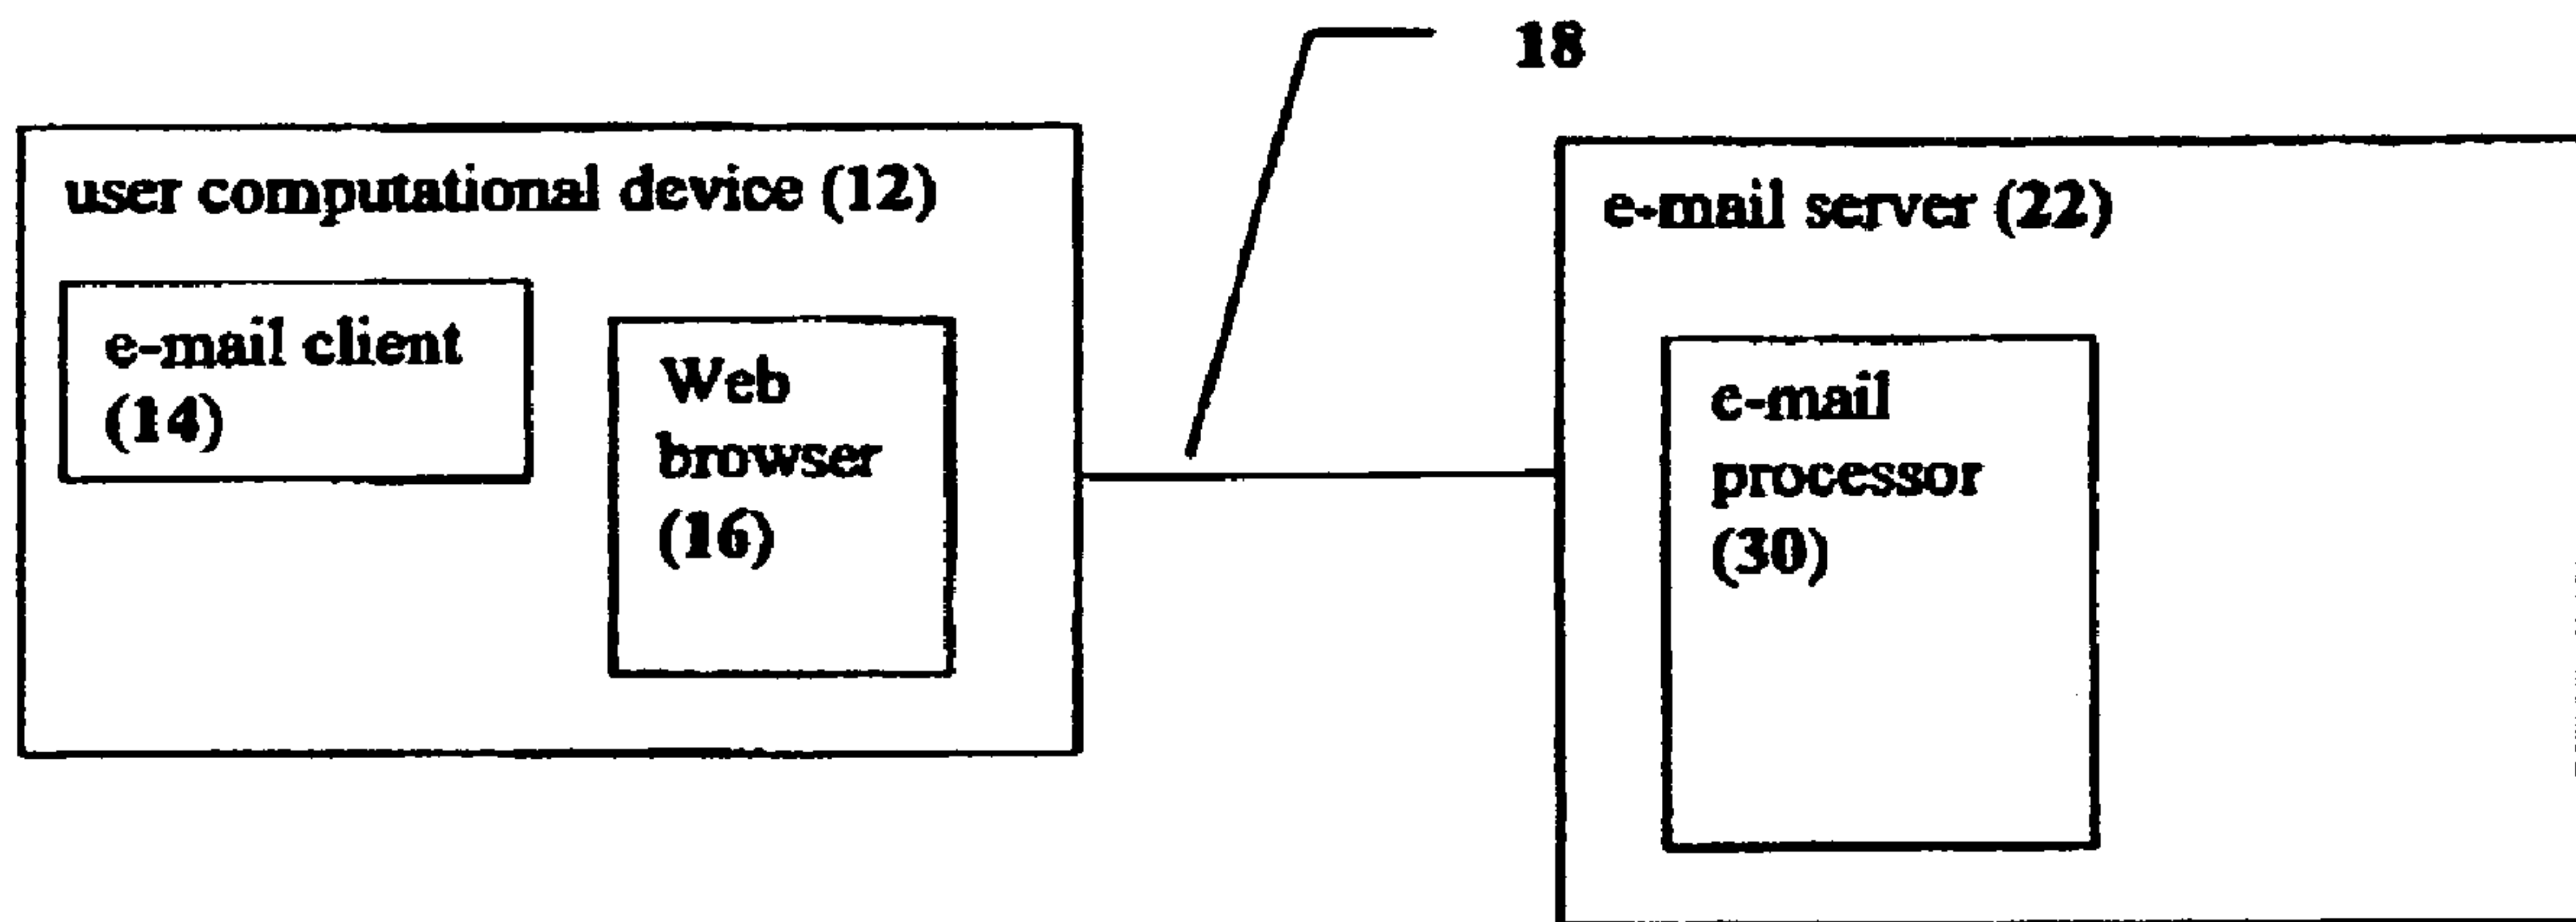 18
user computational device (12)
e-mail server (22)
e-mail client
(14)
Web
browser
(16)
e-mail
processor
(30)